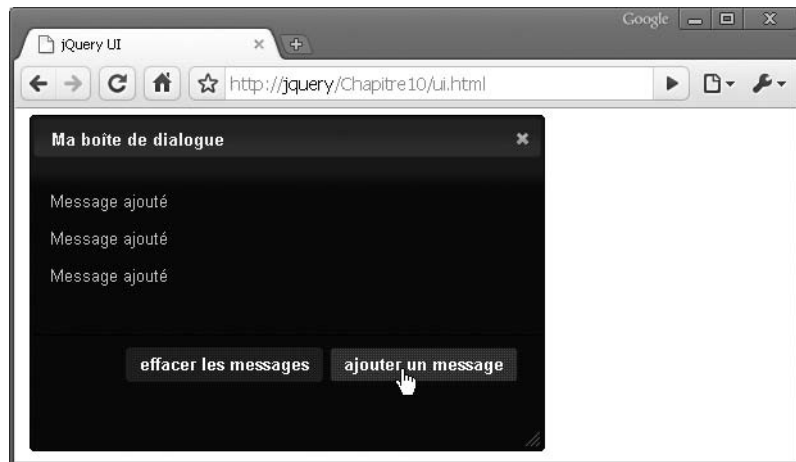 Google
jQuery UI
http://jquery/Chapitre10/ui.html
Ma boîte de dialogue
Message ajouté
Message ajouté
Message ajouté
effacer les messages
ajouter un message